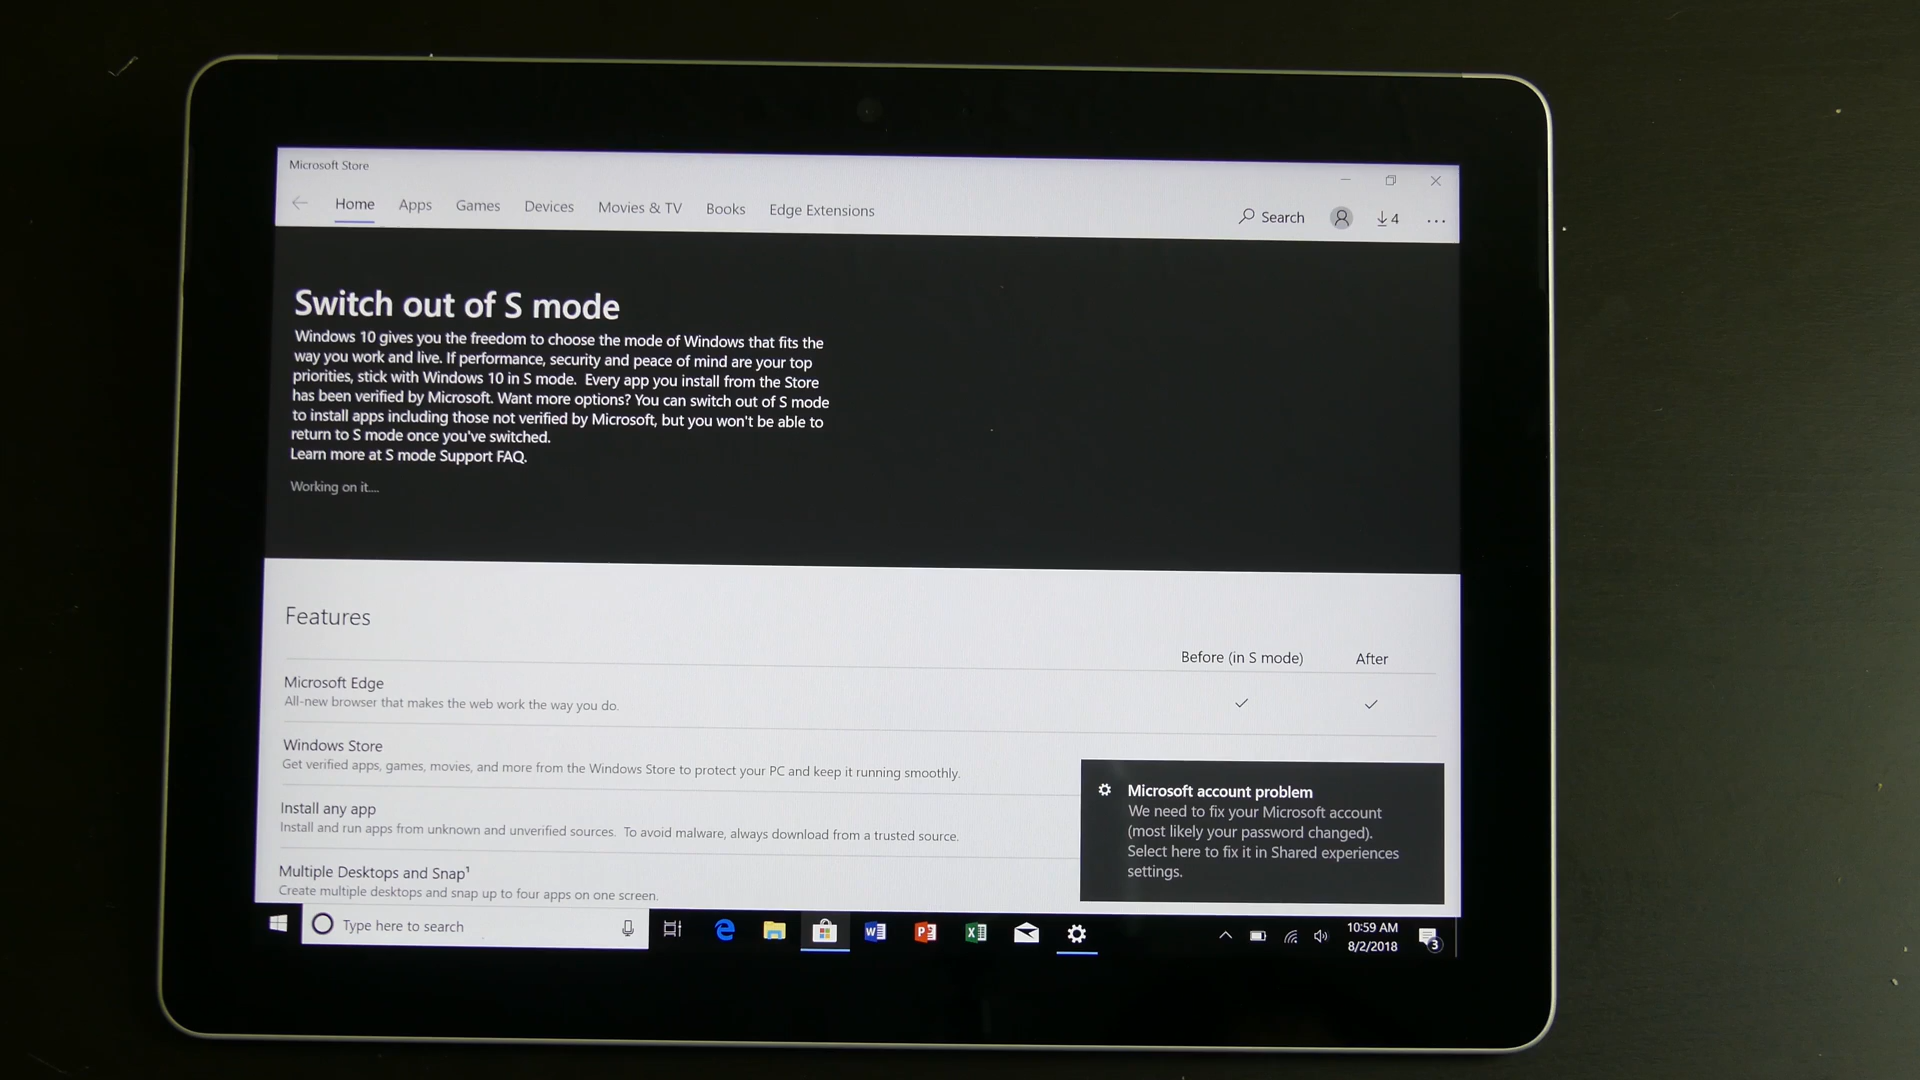 Microsoft Store
Home Apps Games Devices Movies & TV Books Edge Extensions Search 4 ...
Switch out of S mode
Windows 10 gives you the freedom to choose the mode of Windows that fits the
way you work and live. If performance, security and peace of mind are your top
priorities, stick with Windows 10 in S mode.  Every app you install from the Store
has been verified by Microsoft. Want more options? You can switch out of S mode
to install apps including those not verified by Microsoft, but you won't be able to
return to S mode once you've switched.
Learn more at S mode Support FAQ.
Working on it....
Features
Before (in S mode) After
Microsoft Edge
All-new browser that makes the web work the way you do.
Windows Store
Get verified apps, games, movies, and more from the Windows Store to protect your PC and keep it running smoothly.
Install any app
Install and run apps from unknown and unverified sources.  To avoid malware, always download from a trusted source.
Multiple Desktops and Snap¹
Create multiple desktops and snap up to four apps on one screen.
Microsoft account problem
We need to fix your Microsoft account
(most likely your password changed).
Select here to fix it in Shared experiences
settings.
Type here to search
10:59 AM
8/2/2018
3